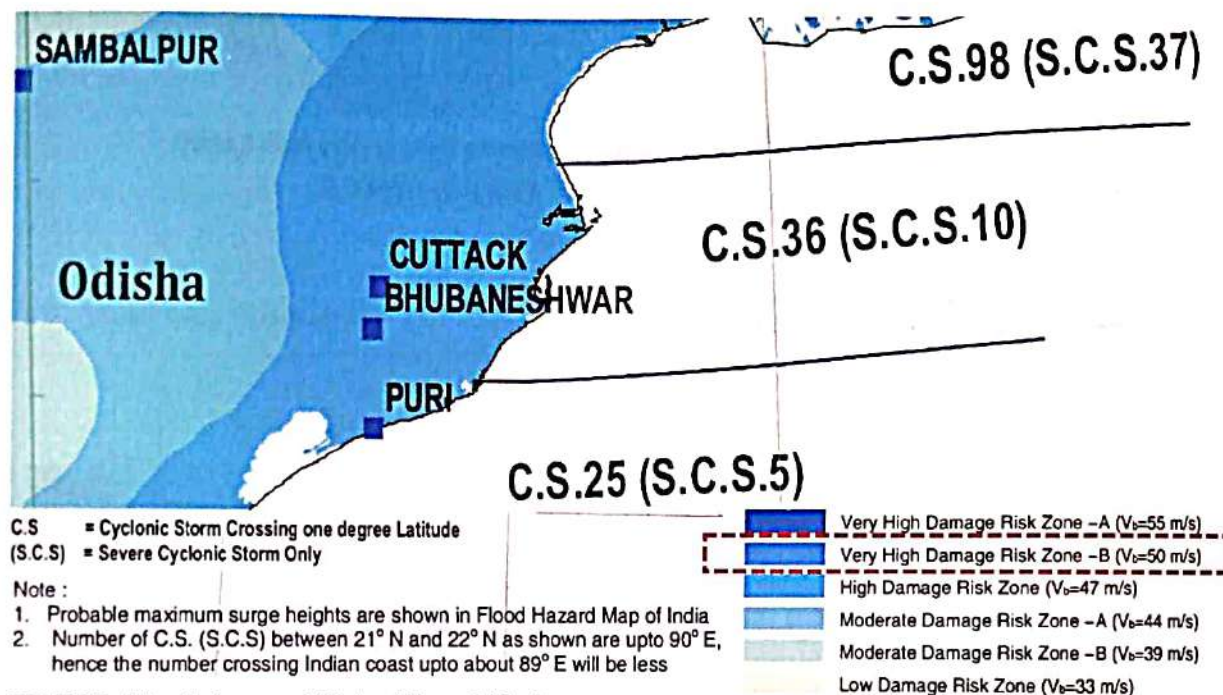 SAMBALPUR
C.S.98 (S.C.S.37)
C.S.36 (S.C.S.10)
CUTTACK
Odisha
BHUBANESHWAR
PURI
C.S.25 (S.C.S.5)
C.S = Cyclonic Storm Crossing one degree Latitude
(S.C.S) = Severe Cyclonic Storm Only
Note :
1. Probable maximum surge heights are shown in Flood Hazard Map of India
2. Number of C.S. (S.C.S) between 21° N and 22° N as shown are upto 90° E,
hence the number crossing Indian coast upto about 89° E will be less
Very High Damage Risk Zone –A (Vb=55 m/s)
Very High Damage Risk Zone –B (Vb=50 m/s)
High Damage Risk Zone (Vb=47 m/s)
Moderate Damage Risk Zone –A (Vb=44 m/s)
Moderate Damage Risk Zone –B (Vb=39 m/s)
Low Damage Risk Zone (Vb=33 m/s)